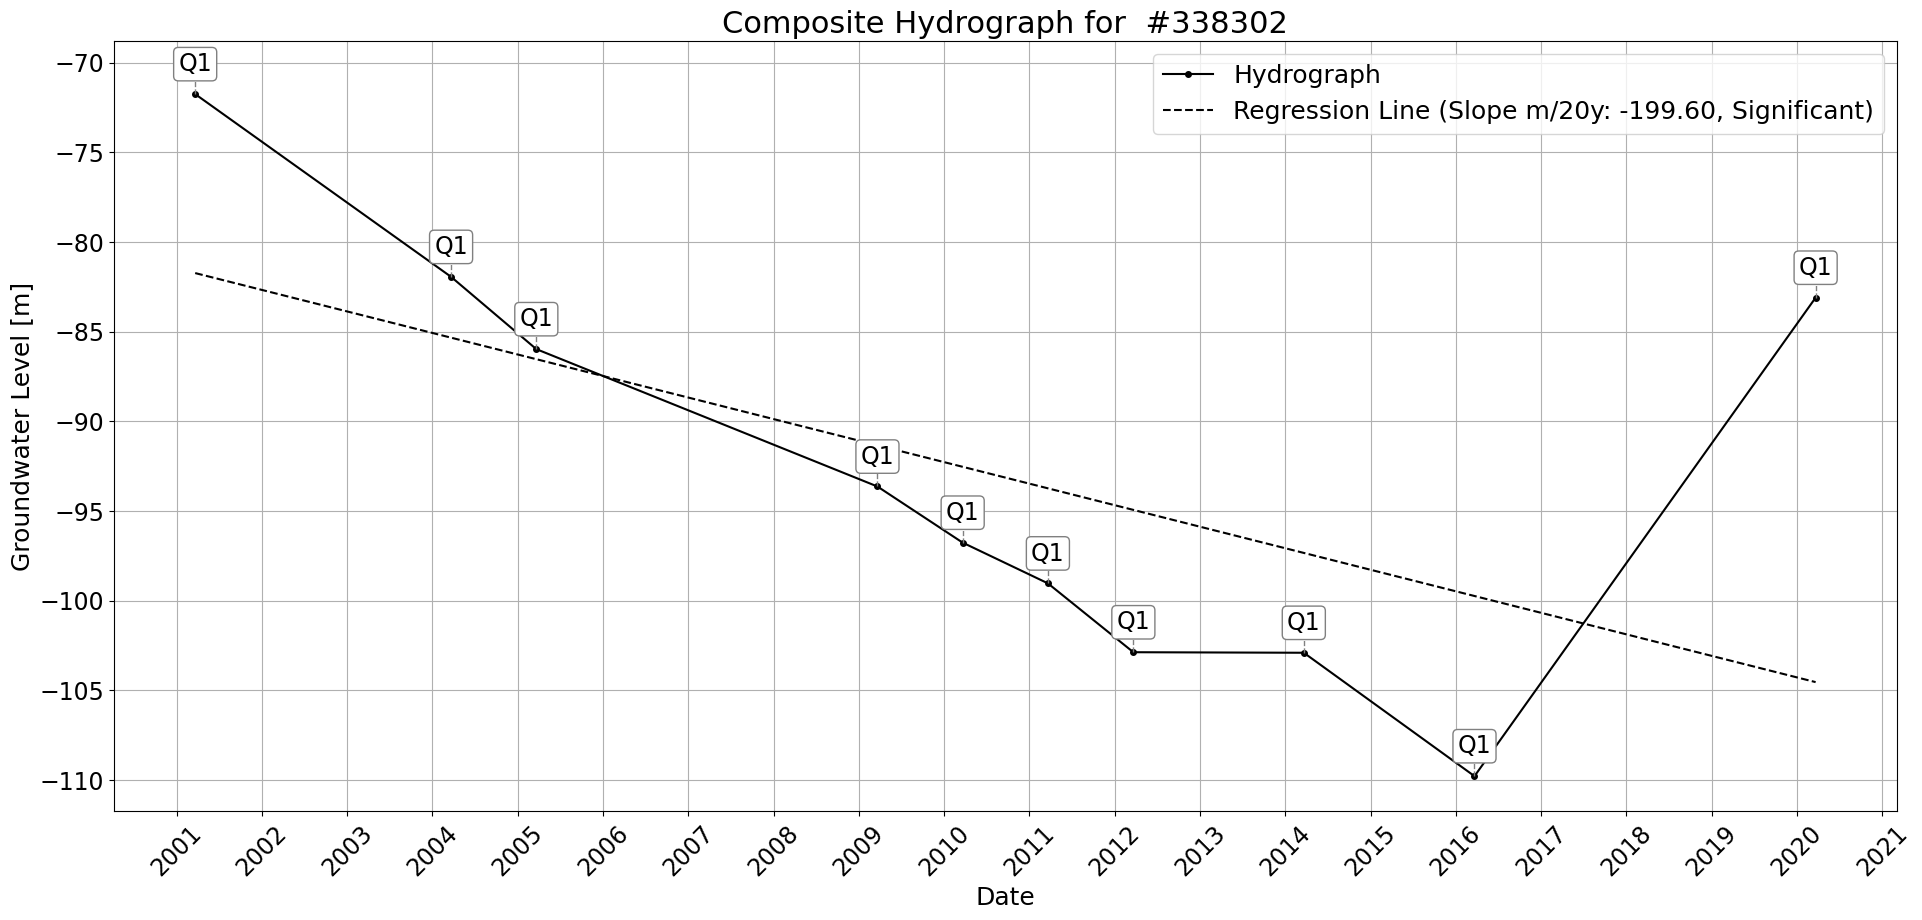 Composite Hydrograph for  #338302
Hydrograph
Regression Line (Slope m/20y: -199.60, Significant)
Groundwater Level [m]
−70
−75
−80
−85
−90
−95
−100
−105
−110
Q1
Q1
Q1
Q1
Q1
Q1
Q1
Q1
Q1
Q1
2001
2002
2003
2004
2005
2006
2007
2008
2009
2010
2011
2012
2013
2014
2015
2016
2017
2018
2019
2020
2021
Date